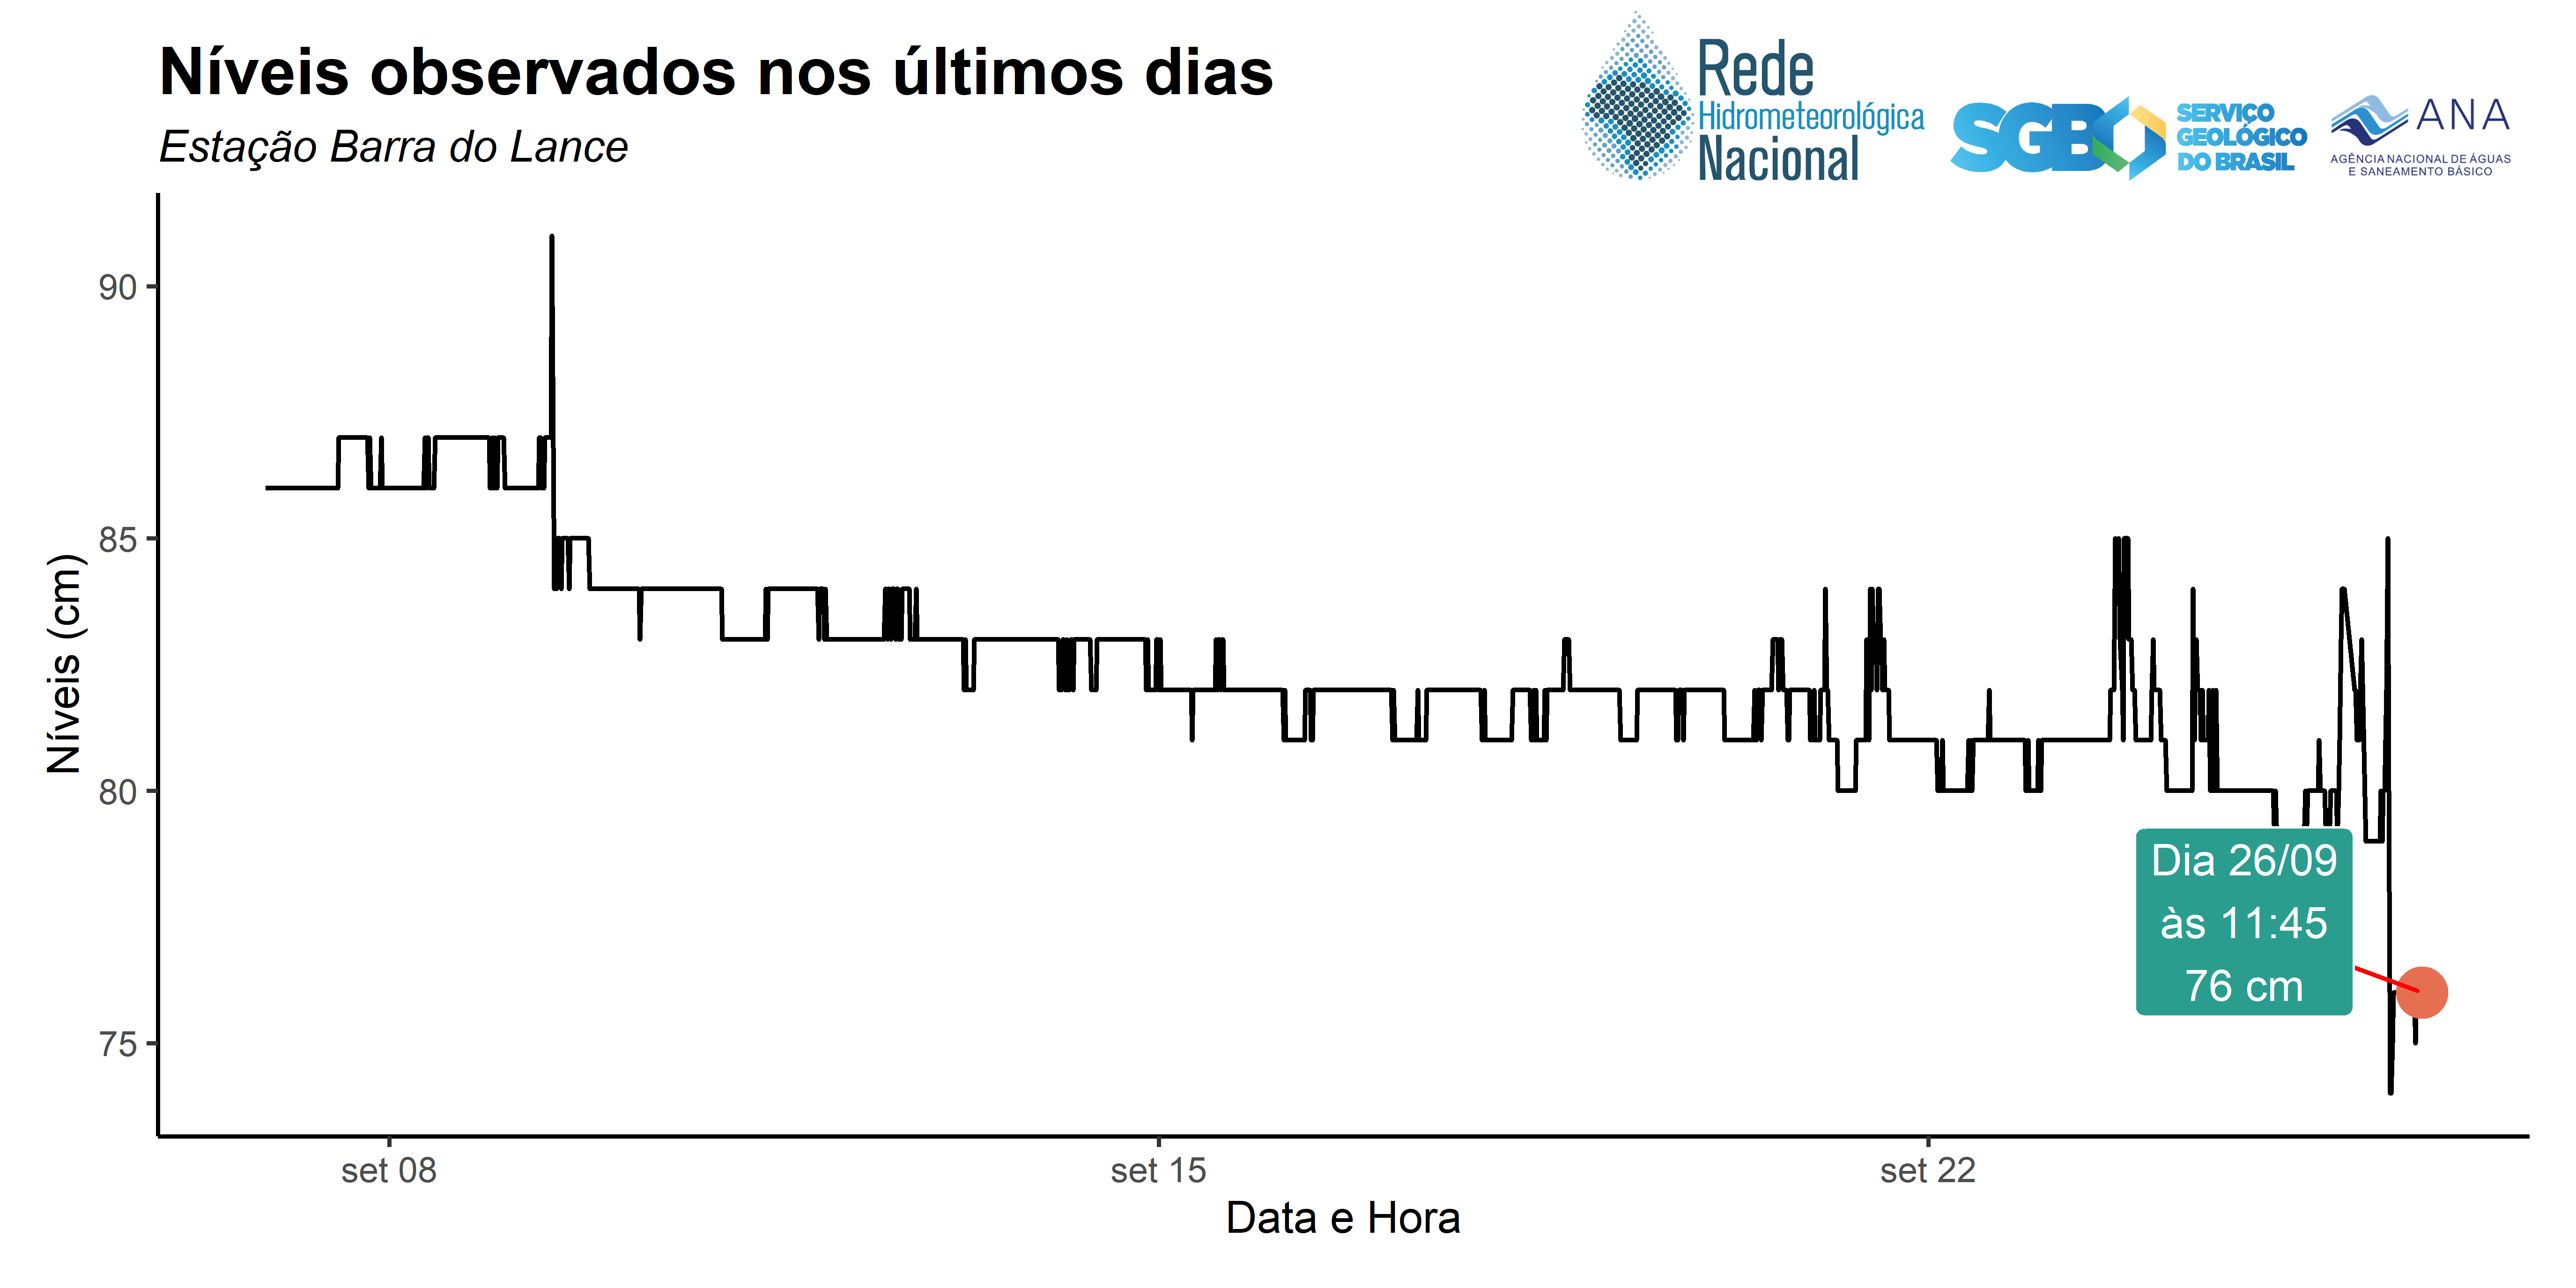 Níveis observados nos últimos dias
Estação Barra do Lance
Rede
Hidrometeorológica
Nacional
SGB
SERVIÇO
GEOLÓGICO
DO BRASIL
ANA
AGÊNCIA NACIONAL DE ÁGUAS
E SANEAMENTO BÁSICO
Níveis (cm)
90
85
80
75
Dia 26/09
às 11:45
76 cm
set 08
set 15
set 22
Data e Hora